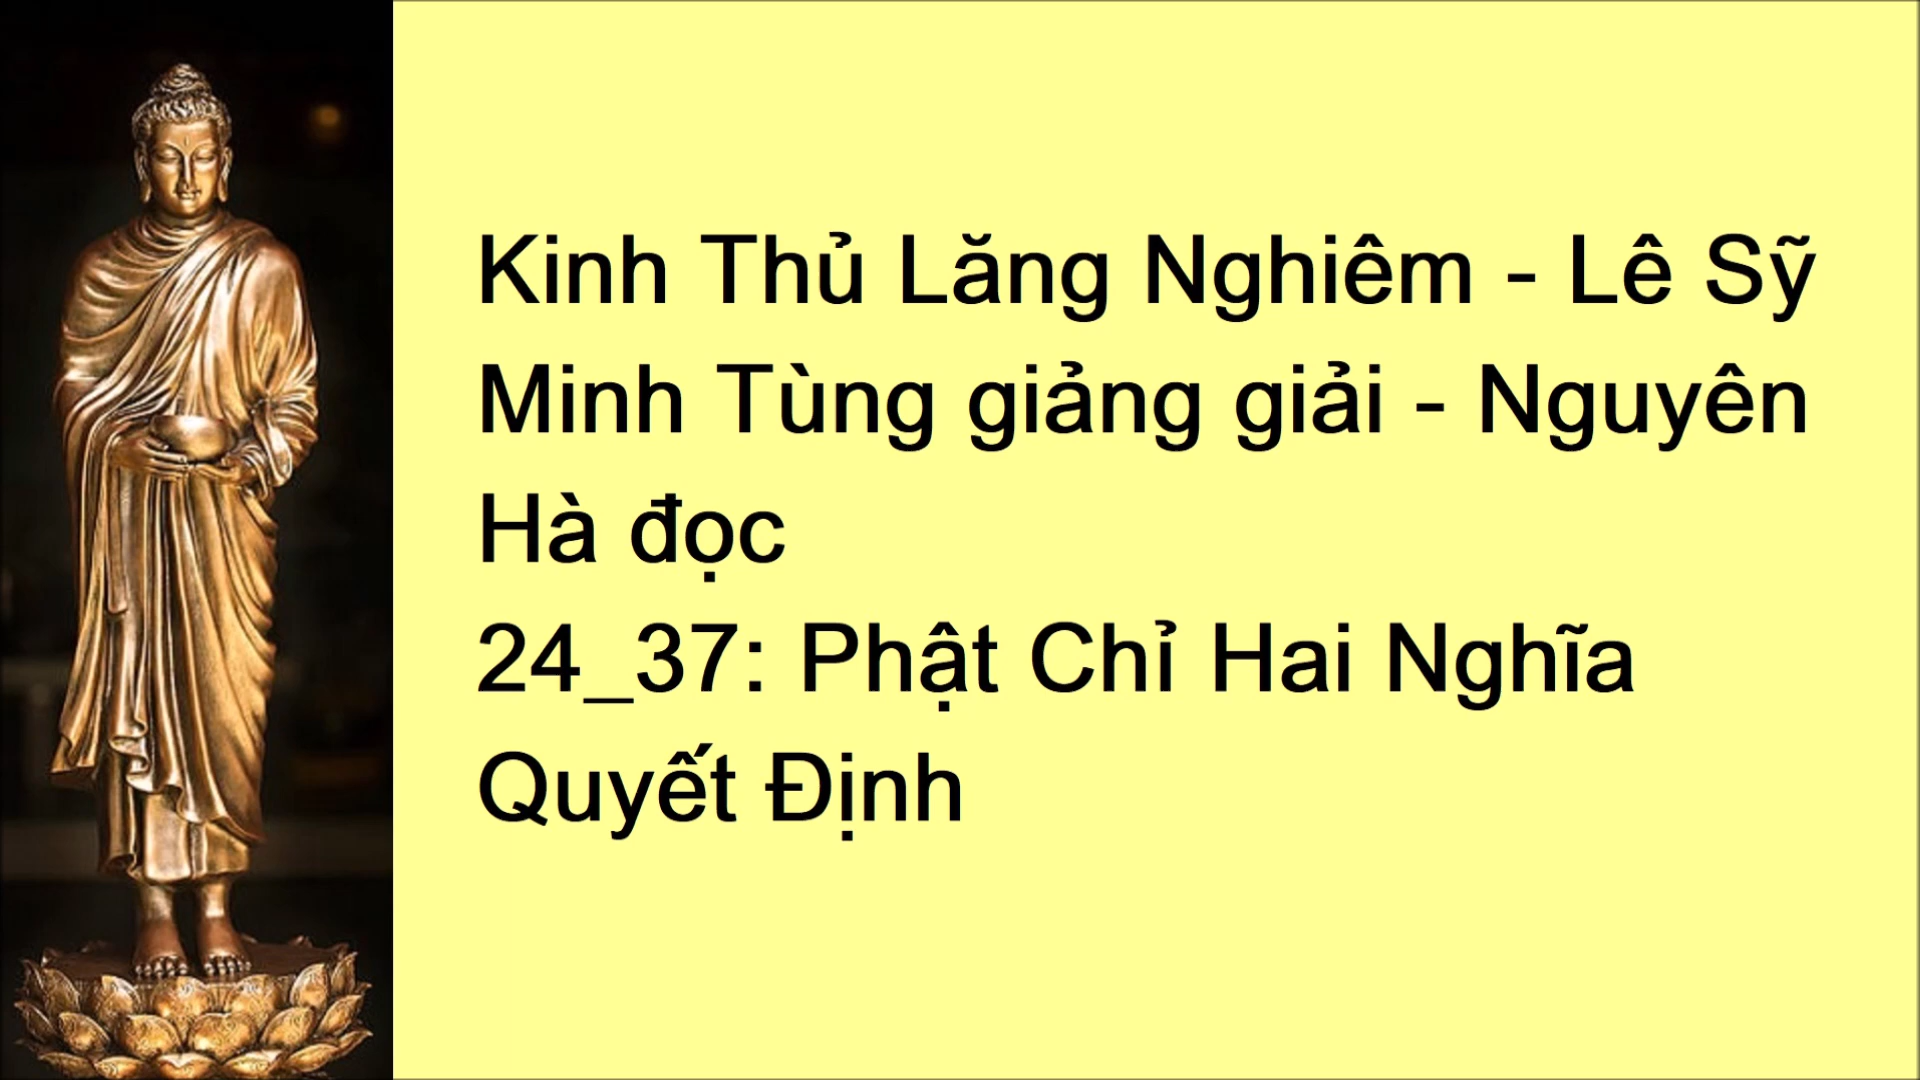 Kinh Thủ Lăng Nghiêm - Lê Sỹ
Minh Tùng giảng giải - Nguyên
Hà đọc
24_37: Phật Chỉ Hai Nghĩa
Quyết Định